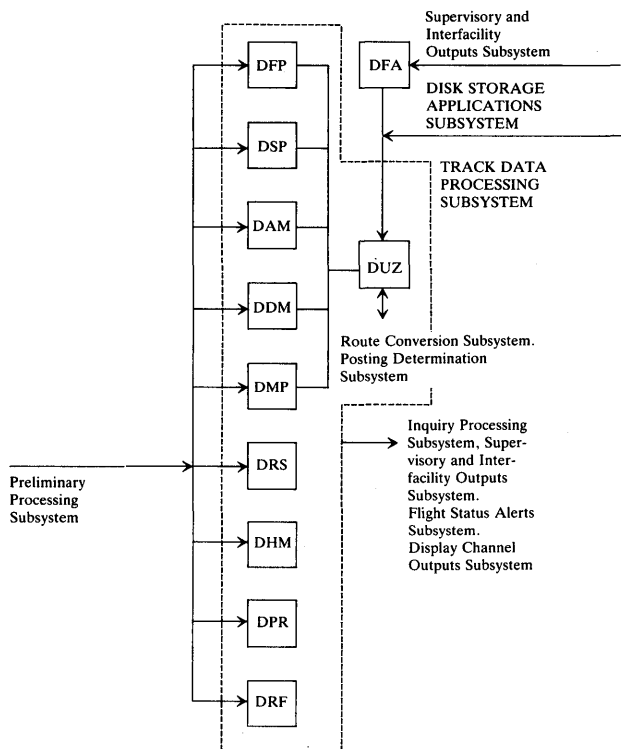 Supervisory and
Interfacility
Outputs Subsystem
DFP
DFA
DISK STORAGE
APPLICATIONS
SUBSYSTEM
DSP
TRACK DATA
PROCESSING
SUBSYSTEM
DAM
DUZ
DDM
Route Conversion Subsystem.
Posting Determination
Subsystem
DMP
Inquiry Processing
Subsystem, Super-
visory and Inter-
facility Outputs
Subsystem.
Flight Status Alerts
Subsystem.
Display Channel
Outputs Subsystem
DRS
Preliminary
Processing
Subsystem
DHM
DPR
DRF